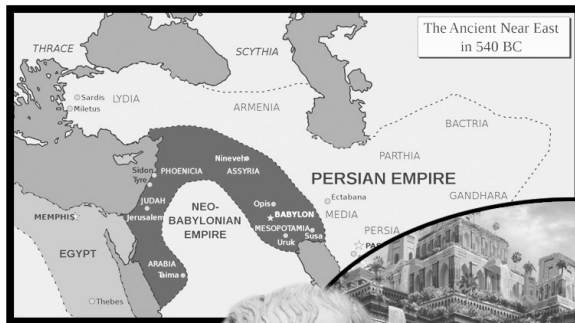 The Ancient Near East
in 540 BC
THRACE
SCYTHIA
Sardis
LYDIA
Miletus
ARMENIA
BACTRIA
PARTHIA
Nineveh
ASSYRIA
Sidon
Tyre
PHOENICIA
PERSIAN EMPIRE
GANDHARA
Ectabana
MEDIA
JUDAH
Jerusalem
NEO-
BABYLONIAN
EMPIRE
Opis
BABYLON
MESOPOTAMIA
Uruk
Susa
PERSIA
MEMPHIS
EGYPT
ARABIA
Taima
Thebes